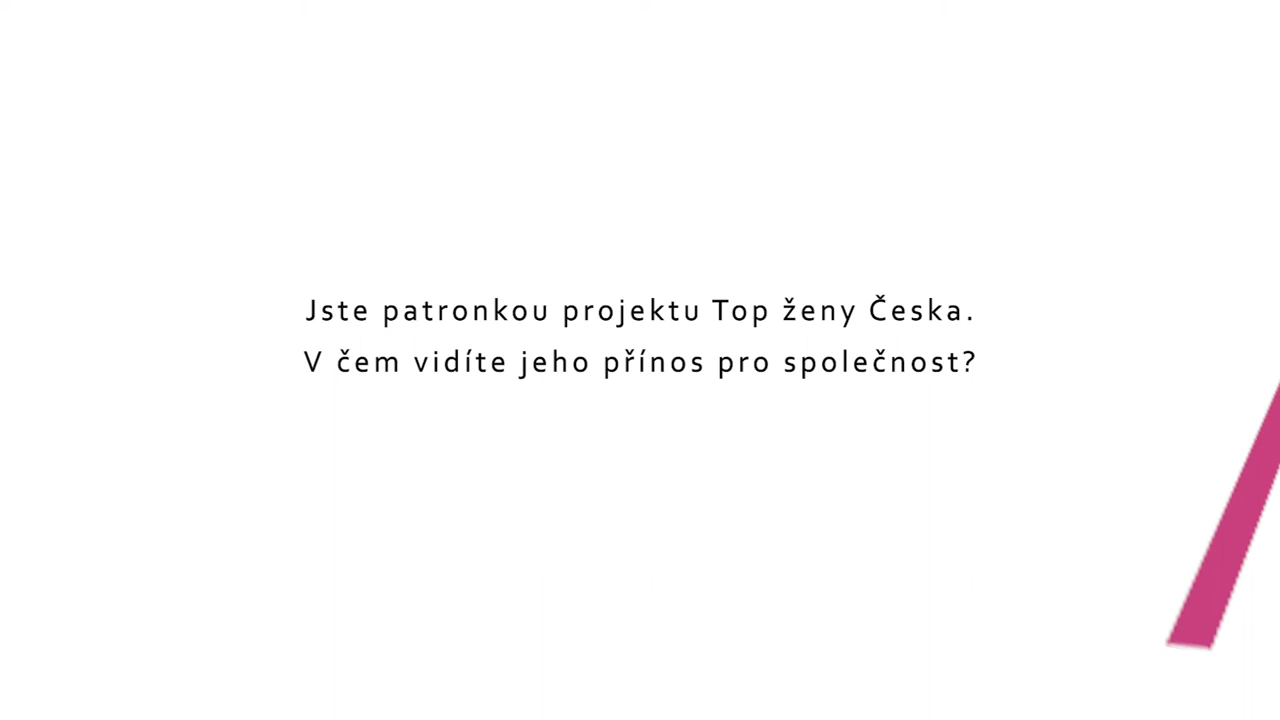 Jste patronkou projektu Top ženy Česka.
V čem vidíte jeho přínos pro společnost?